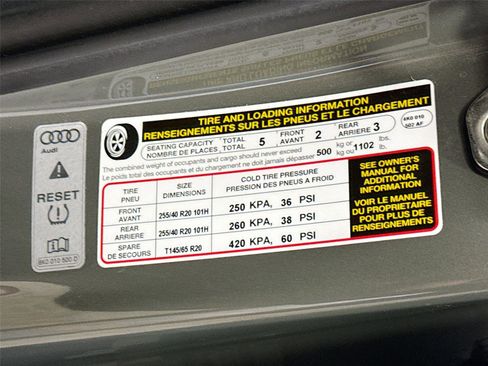 TIRE AND LOADING INFORMATION
RENSEIGNEMENTS SUR LES PNEUS ET LE CHARGEMENT
SEATING CAPACITY TOTAL 5 FRONT 2 REAR 3
NOMBRE DE PLACES TOTAL AVANT ARRIERE
8K0 010
502 AF
The combined weight of occupants and cargo should never exceed 500 kg or 1102 lbs.
Le poids total des occupants et du chargement ne doit jamais dépasser kg or lb.
TIRE SIZE COLD TIRE PRESSURE
PNEU DIMENSIONS PRESSION DES PNEUS A FROID
FRONT
AVANT 255/40 R20 101H 250 KPA, 36 PSI
REAR
ARRIERE 255/40 R20 101H 260 KPA, 38 PSI
SPARE
DE SECOURS T145/65 R20 420 KPA, 60 PSI
SEE OWNER'S
MANUAL FOR
ADDITIONAL
INFORMATION
VOIR LE MANUEL
DU PROPRIETAIRE
POUR PLUS DE
RENSEIGNEMENTS
Audi
RESET
8K0 010 500 D